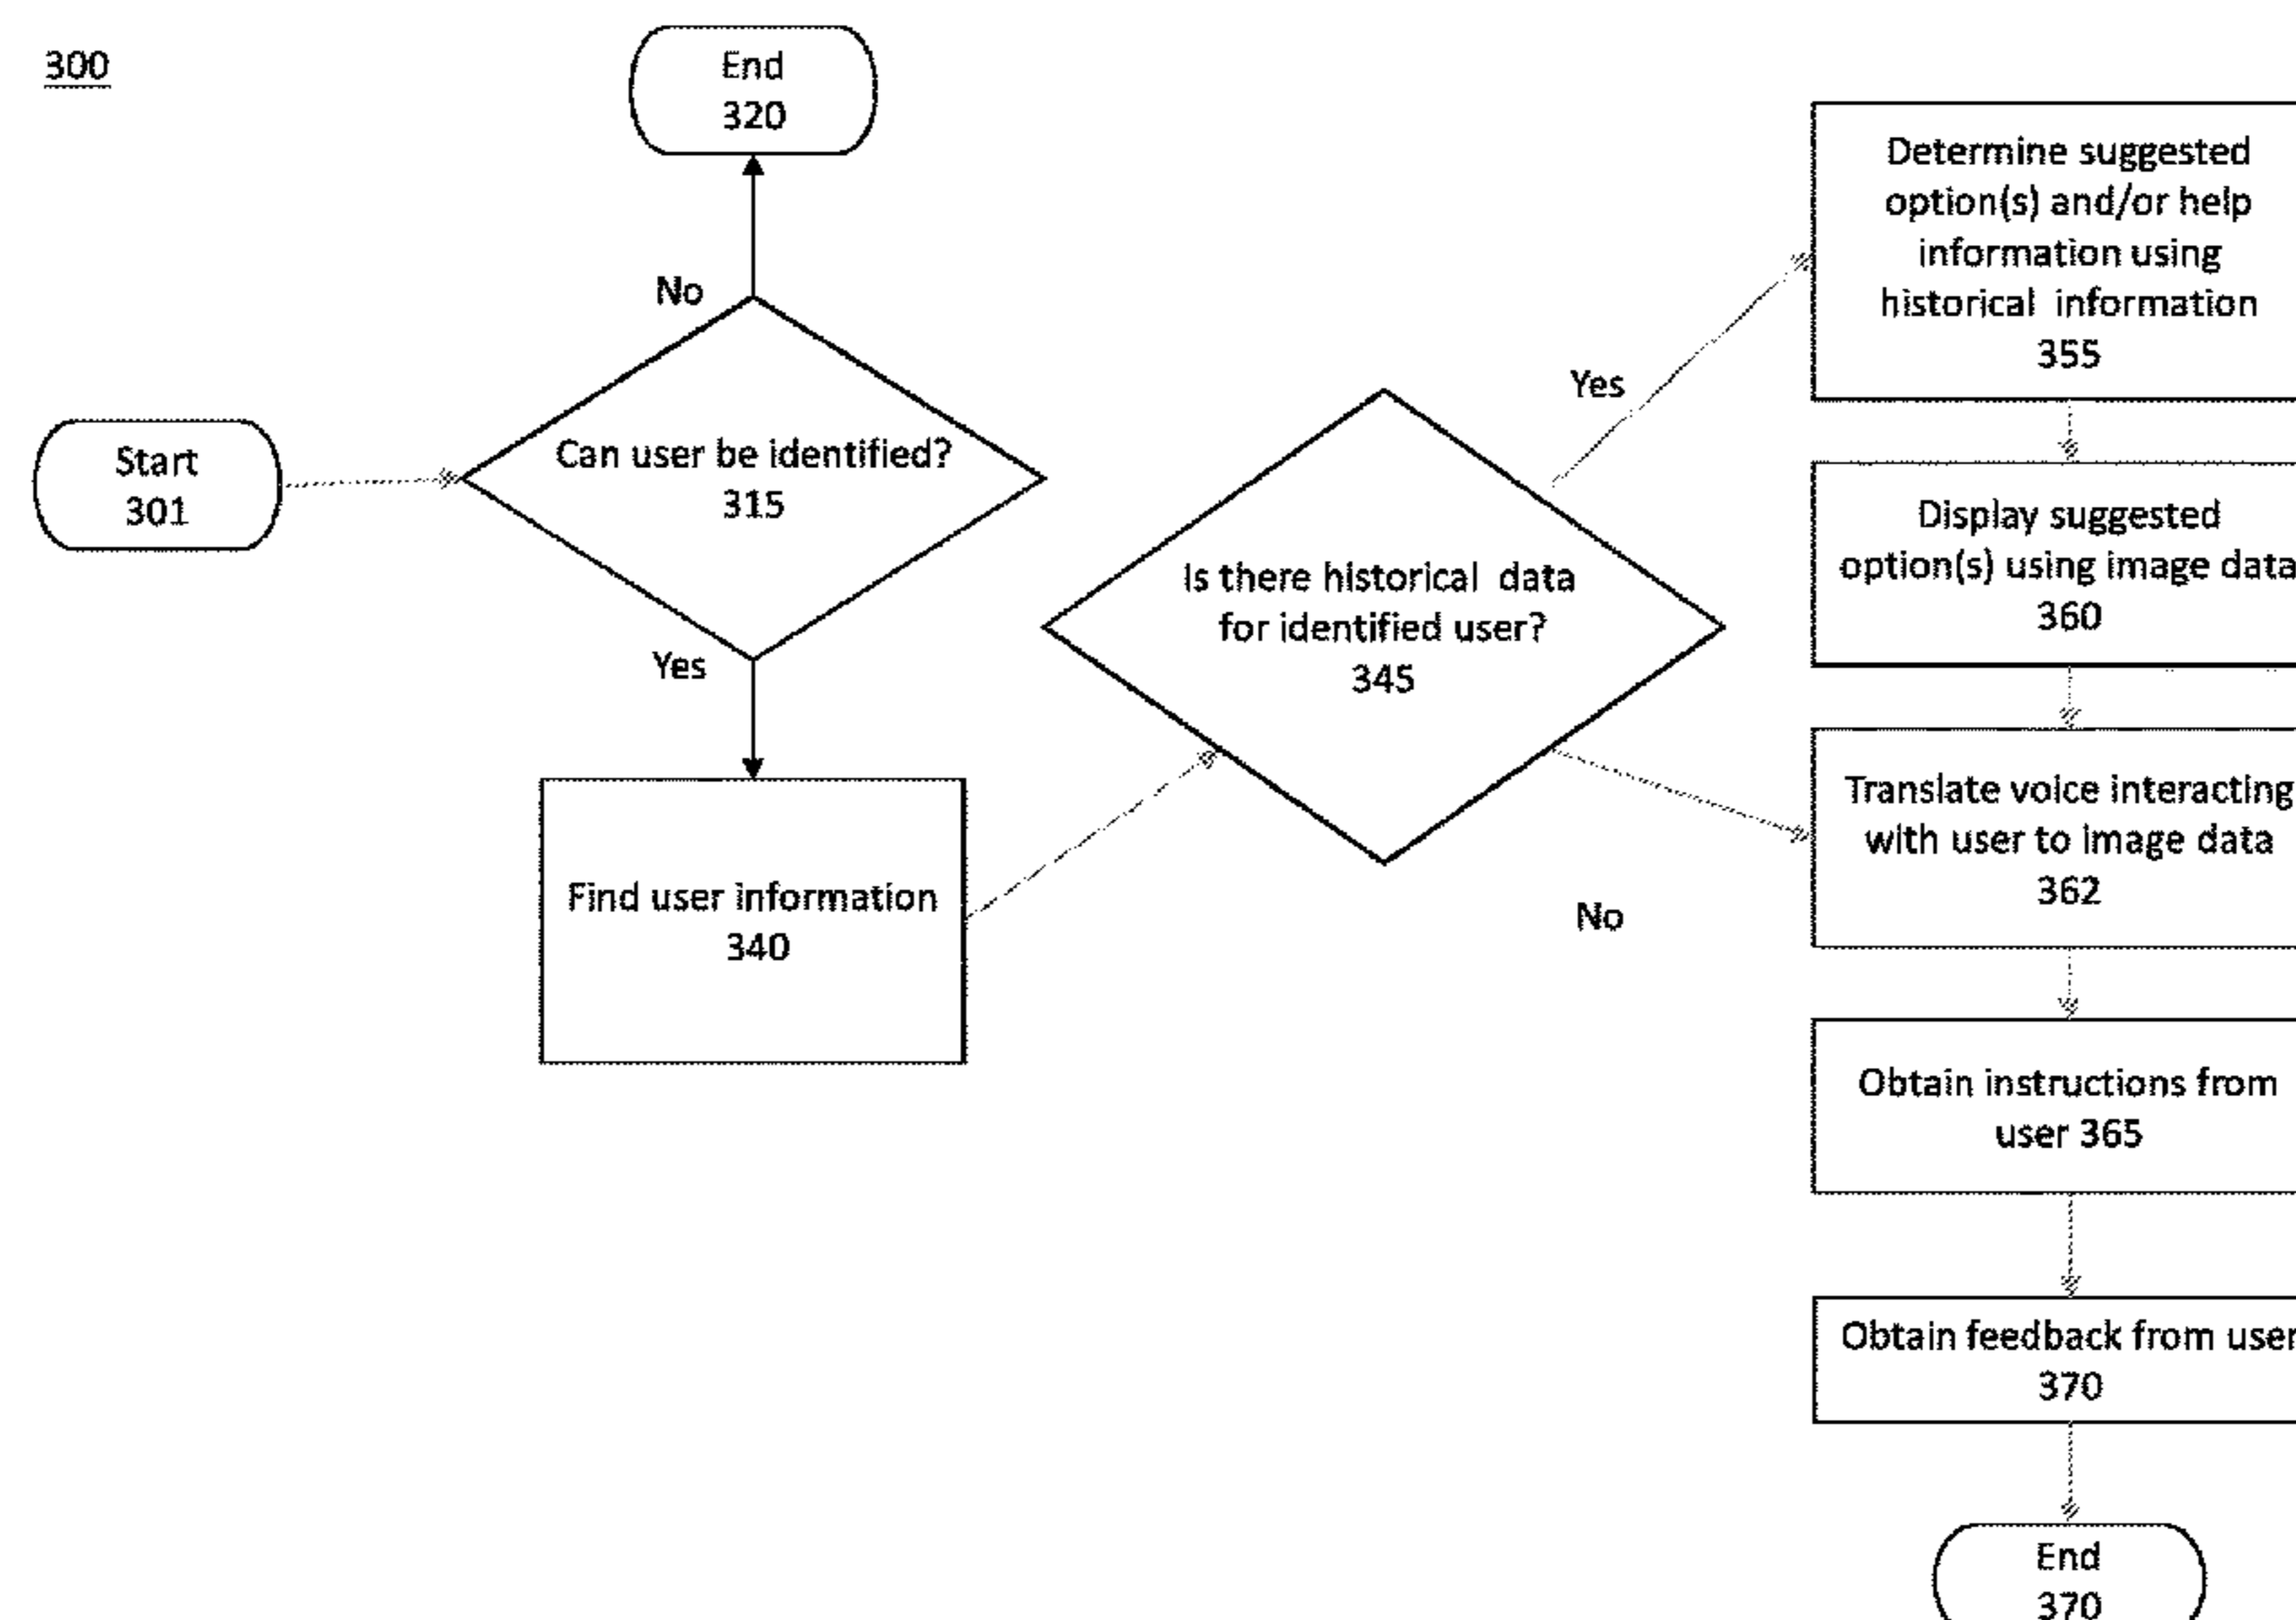 300
End
320
No
Start
301
Can user be identified?
315
Yes
Find user information
340
Is there historical data
for identified user?
345
Yes
No
Determine suggested
option(s) and/or help
information using
historical information
355
Display suggested
option(s) using image data
360
Translate voice interacting
with user to image data
362
Obtain instructions from
user 365
Obtain feedback from user
370
End
370